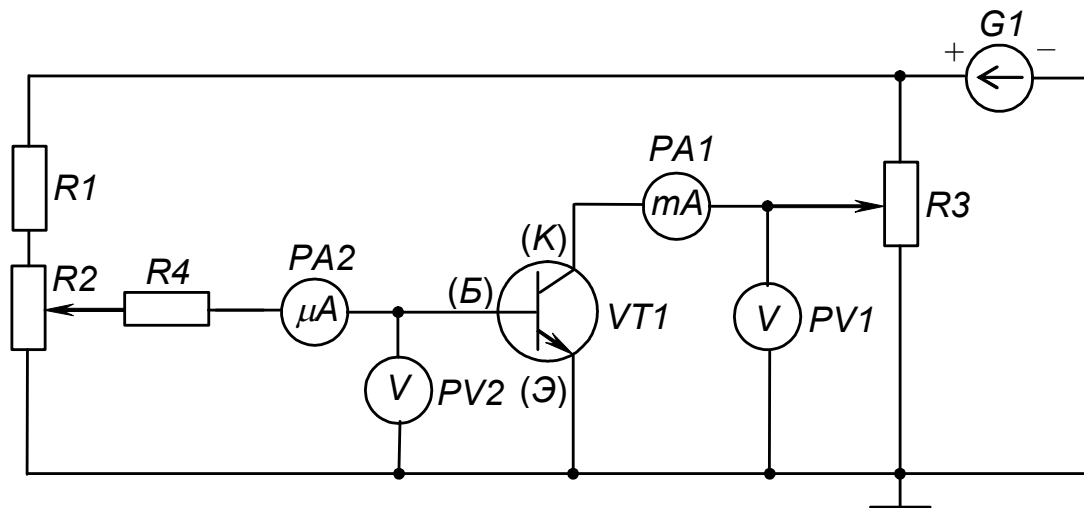 G1
+ −
PA1
R1
mA
R3
(К)
R2
R4
PA2
(Б)
μA
VT1
V
PV1
V
PV2
(Э)